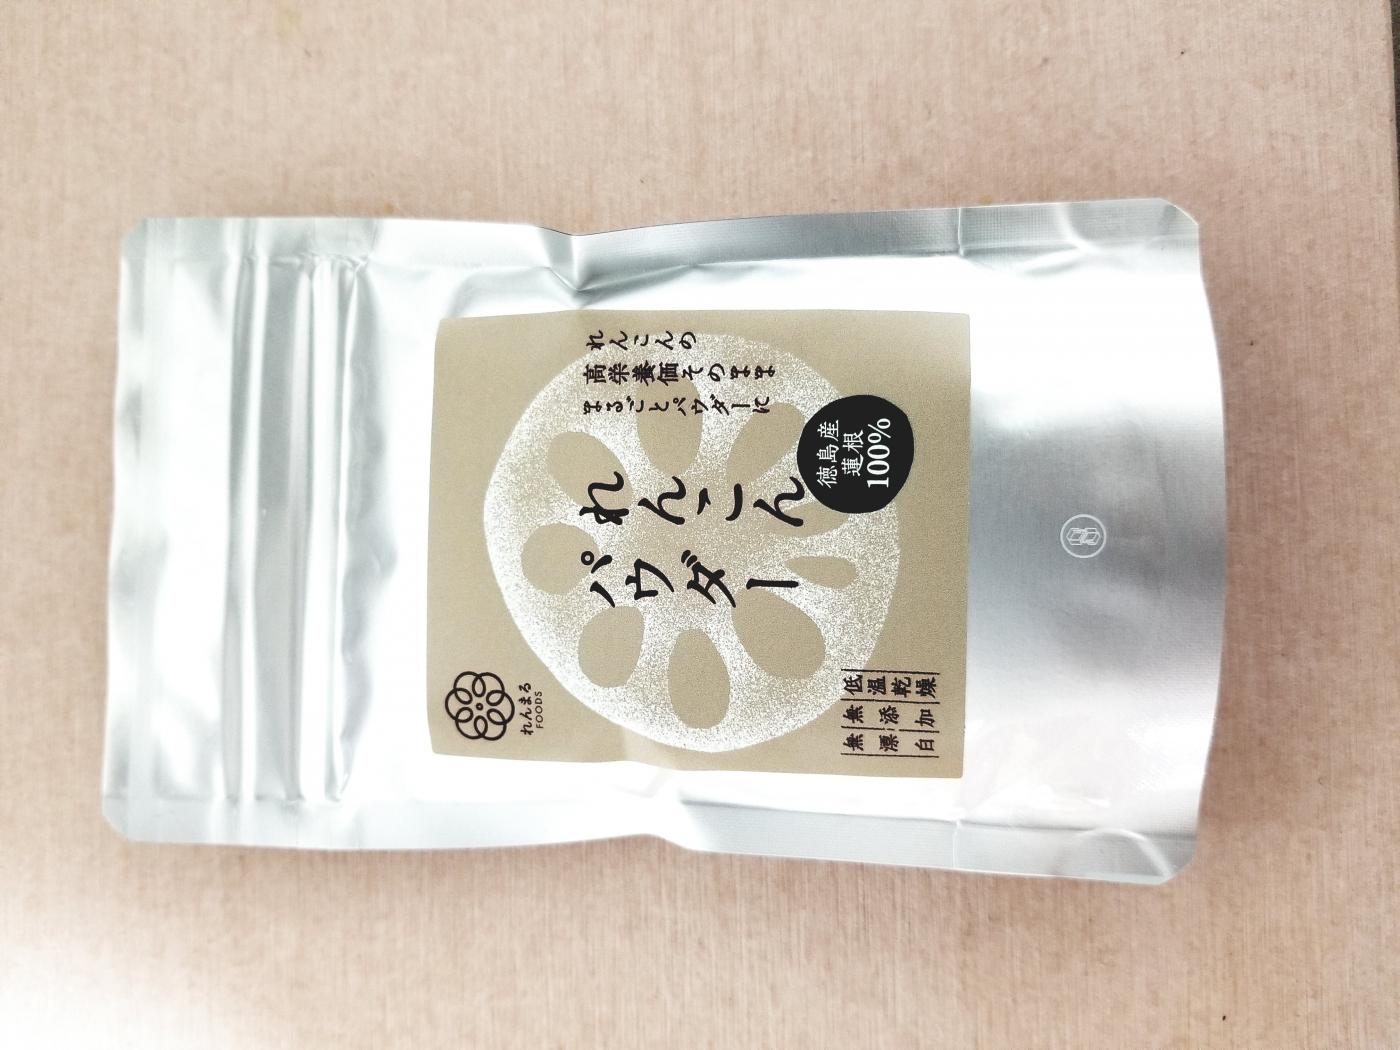 れんこんの
高栄養価そのまま
まるごとパウダーに
れんこん
パウダー
徳島産
蓮根
100%
低温乾燥
無添加
無漂白
れんまる
FOODS